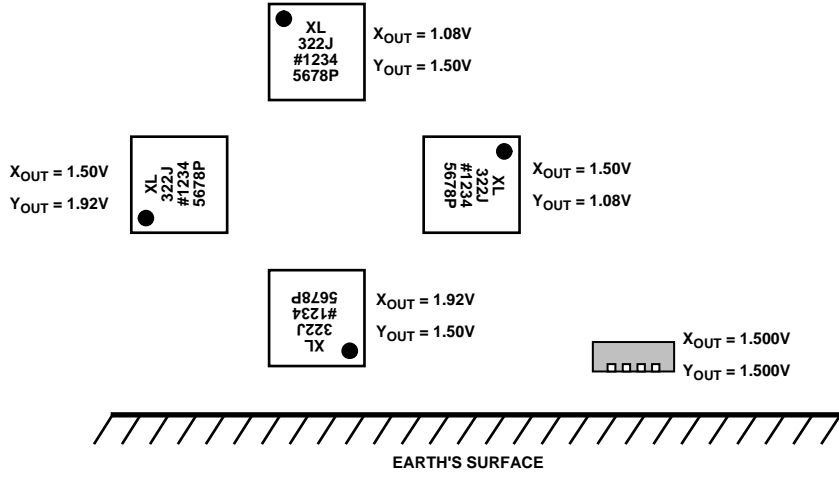 XL
322J
#1234
5678P
XOUT = 1.08V
YOUT = 1.50V
XOUT = 1.50V
YOUT = 1.92V
XL
322J
#1234
5678P
XL
322J
#1234
5678P
XOUT = 1.50V
YOUT = 1.08V
XL
322J
#1234
5678P
XOUT = 1.92V
YOUT = 1.50V
XOUT = 1.500V
YOUT = 1.500V
EARTH'S SURFACE